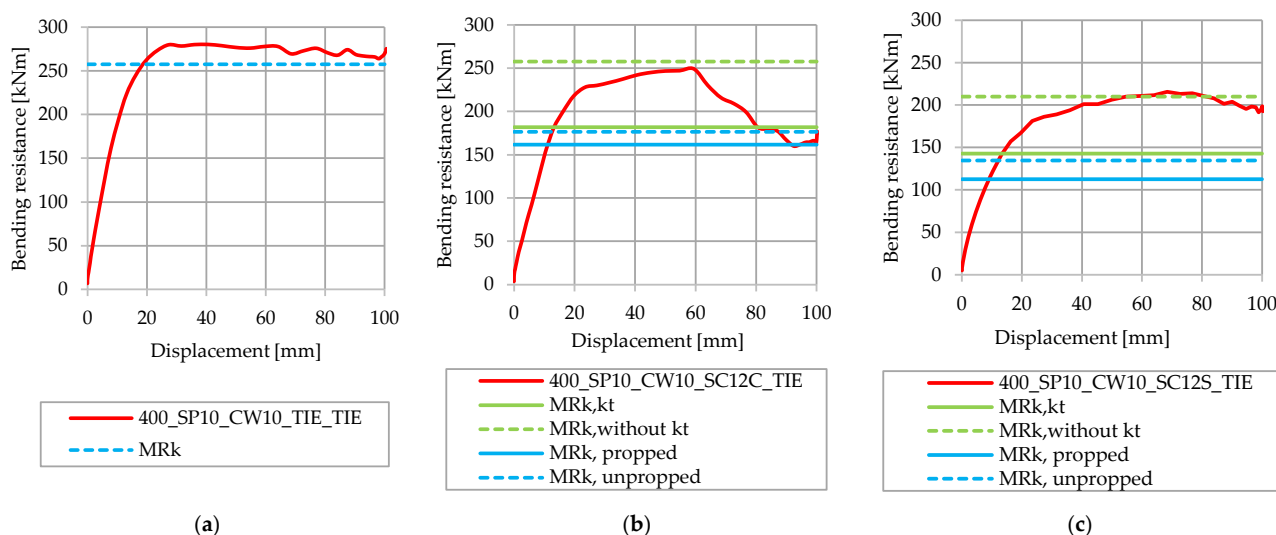 Bending resistance [kNm]
300
250
200
150
100
50
0
0 20 40 60 80 100
Displacement [mm]
400_SP10_CW10_TIE_TIE
MRk
(a)
Bending resistance [kNm]
300
250
200
150
100
50
0
0 20 40 60 80 100
Displacement [mm]
400_SP10_CW10_SC12C_TIE
MRk,kt
MRk,without kt
MRk, propped
MRk, unpropped
(b)
Bending resistance [kNm]
300
250
200
150
100
50
0
0 20 40 60 80 100
Displacement [mm]
400_SP10_CW10_SC12S_TIE
MRk,kt
MRk,without kt
MRk, propped
MRk, unpropped
(c)